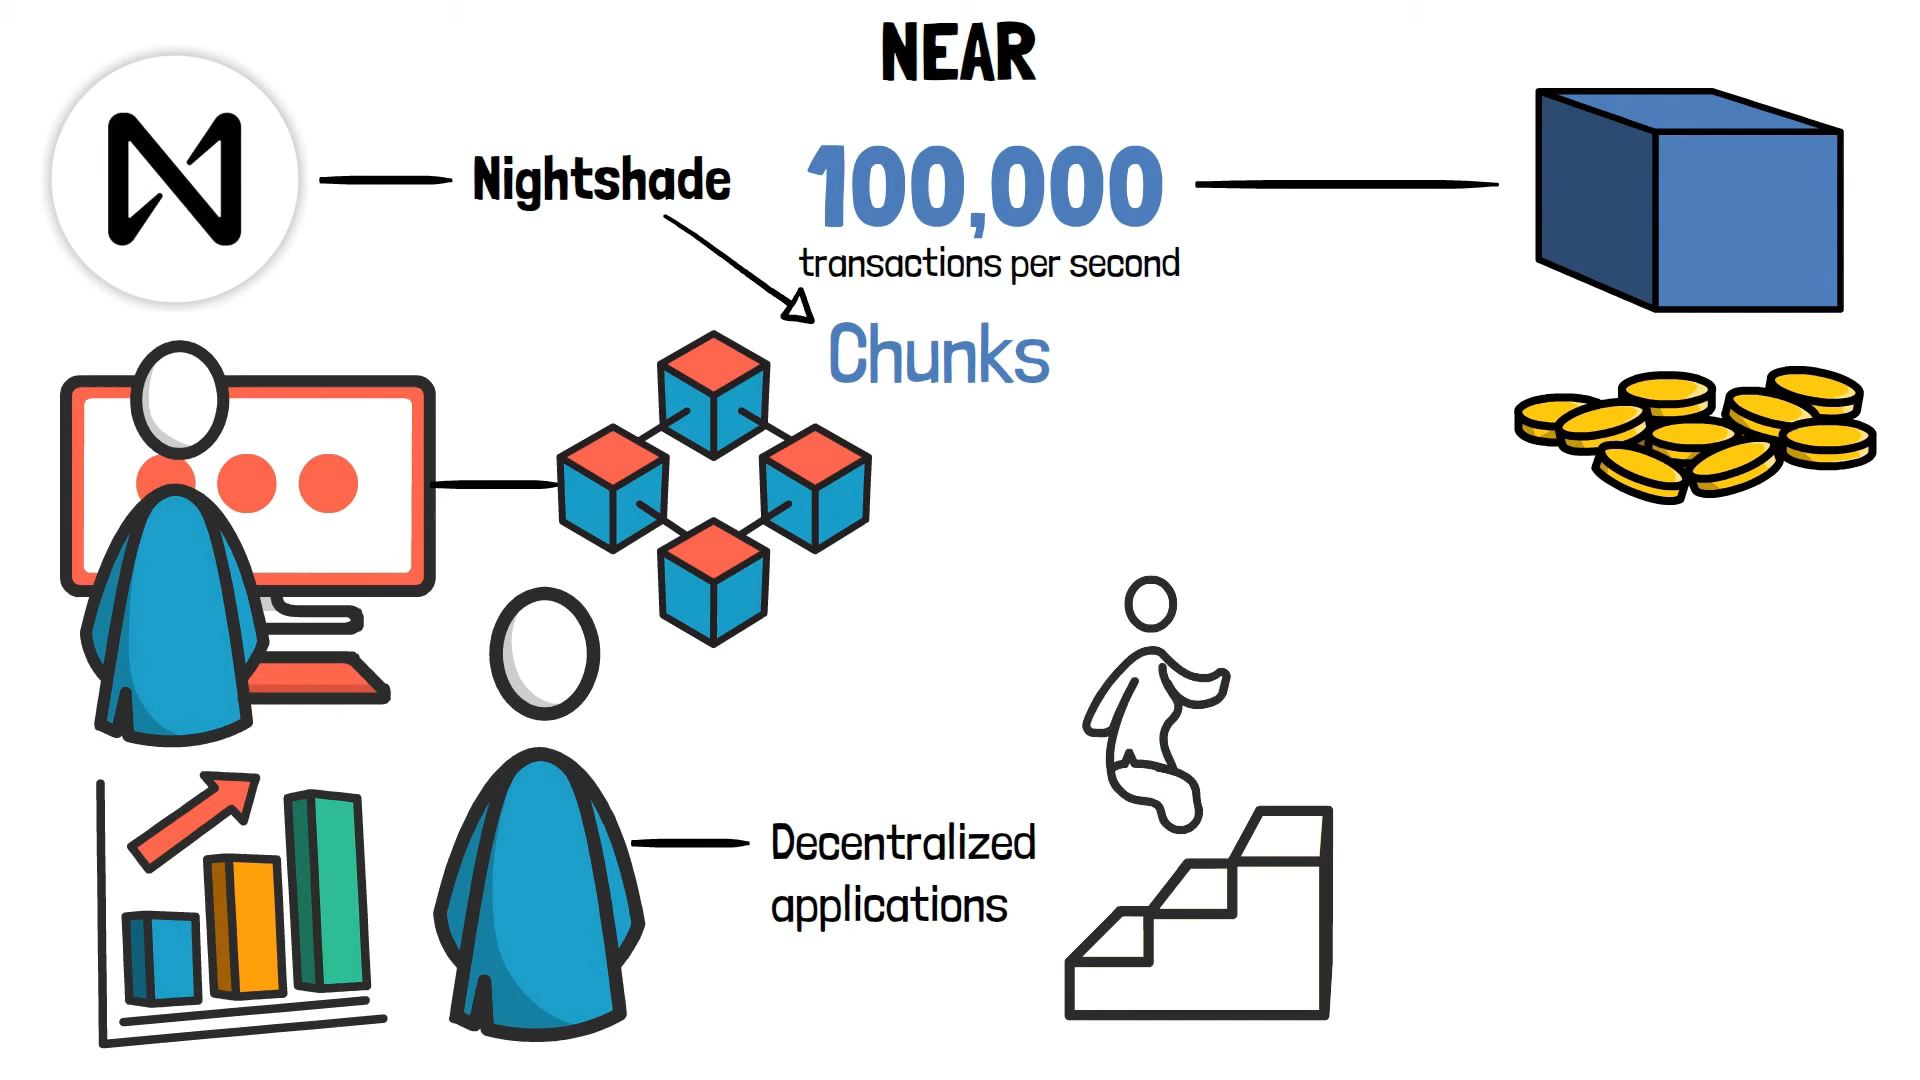 NEAR
Nightshade
100,000
transactions per second
Chunks
Decentralized
applications